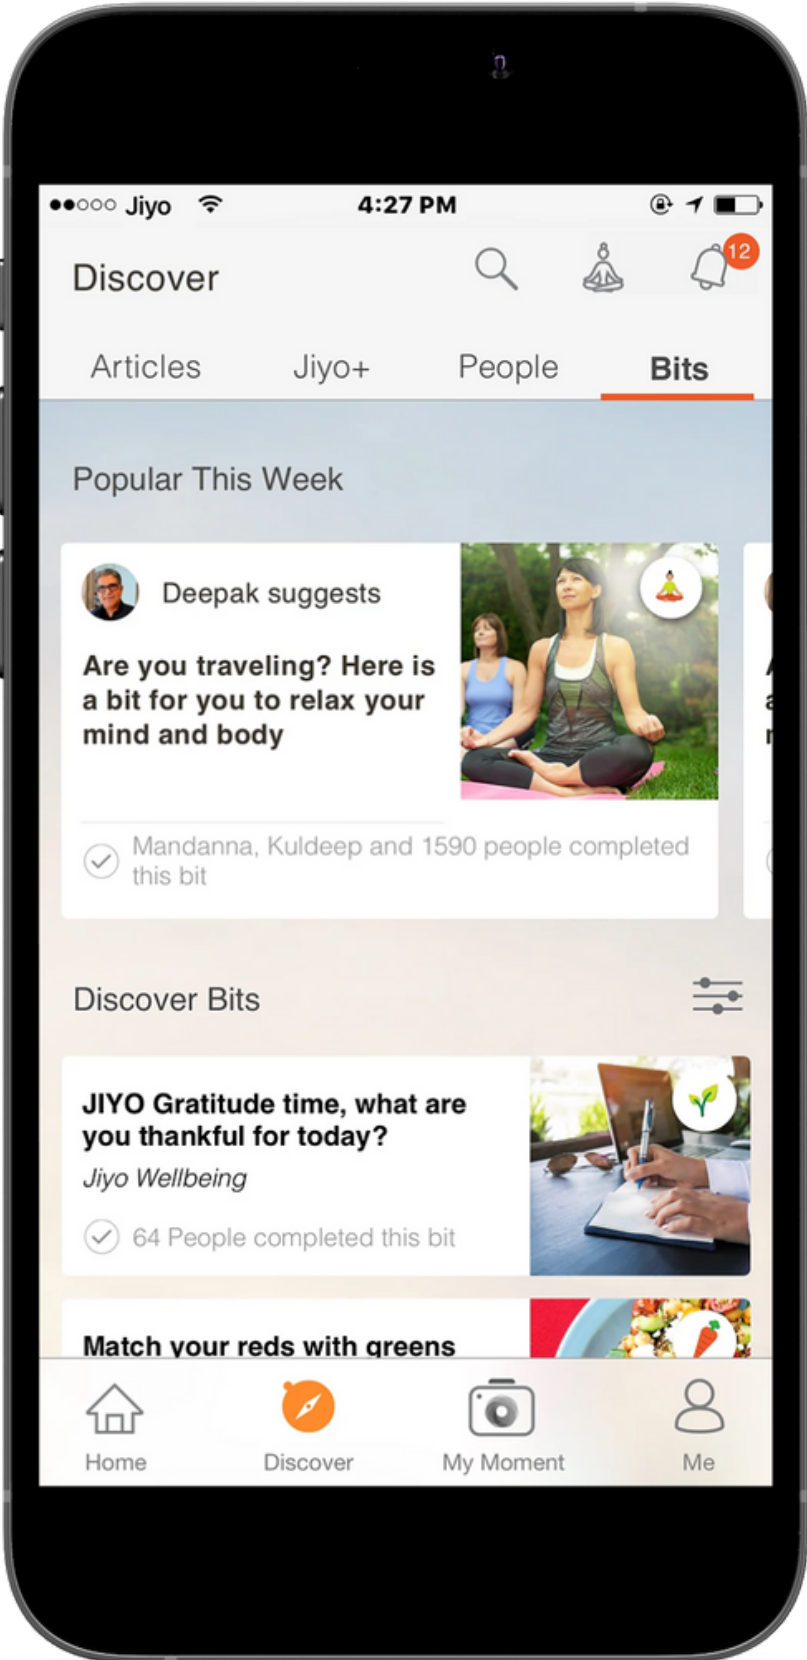 Jiyo
4:27 PM
Discover
12
Articles
Jiyo+
People
Bits
Popular This Week
Deepak suggests
Are you traveling? Here is
a bit for you to relax your
mind and body
Mandanna, Kuldeep and 1590 people completed
this bit
Discover Bits
JIYO Gratitude time, what are
you thankful for today?
Jiyo Wellbeing
64 People completed this bit
Match your reds with greens
Home
Discover
My Moment
Me